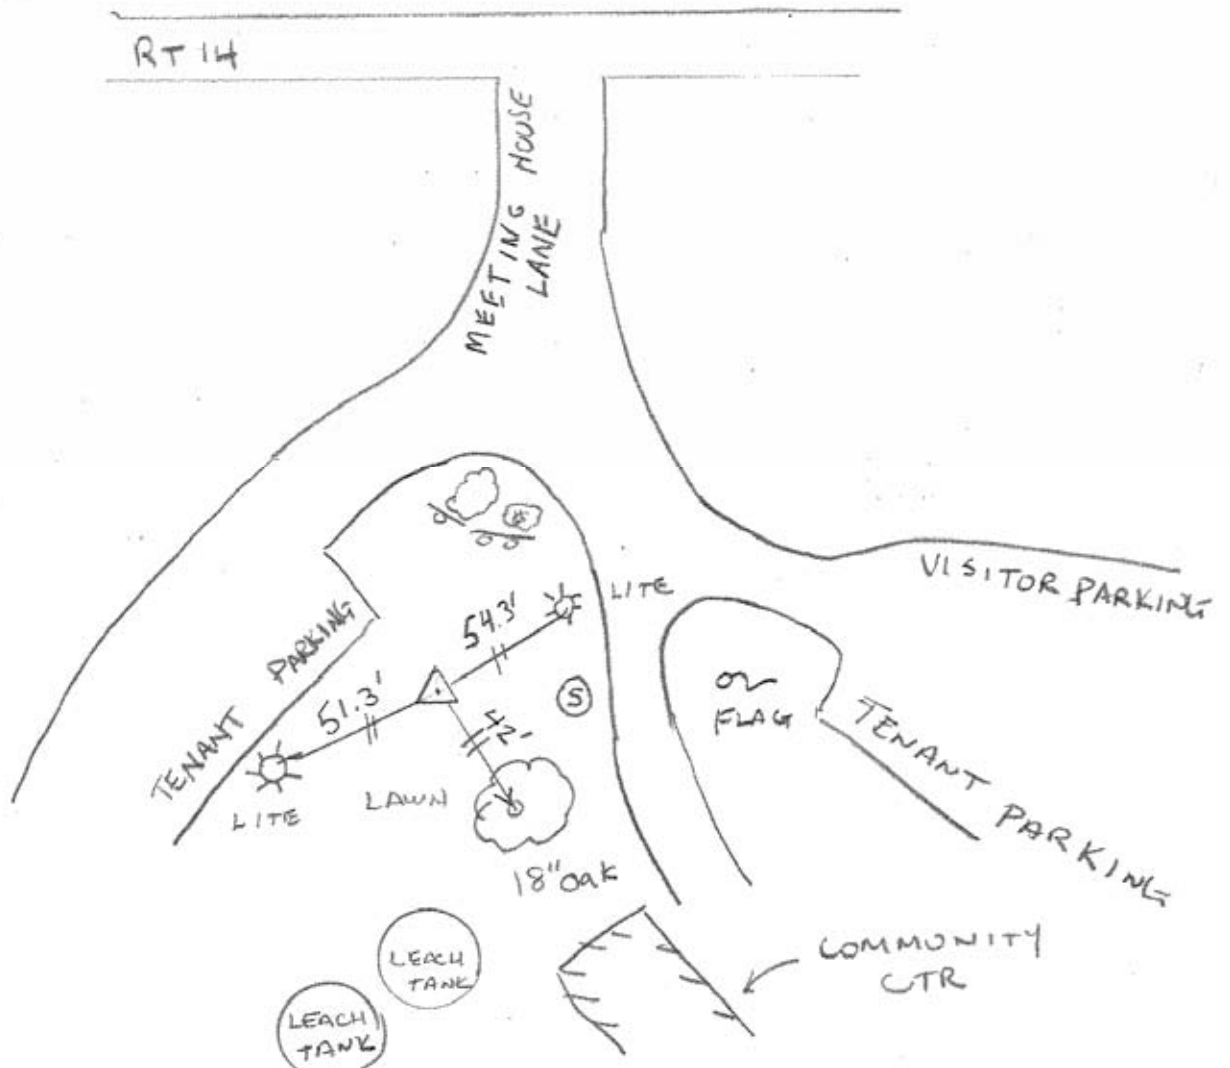 RT 14
MEETING HOUSE
LANE
VISITOR PARKING
LITE
54.3'
TENANT PARKING
51.3'
S
42'
FLAG
TENANT PARKING
LITE
LAWN
18" oak
LEACH
TANK
COMMUNITY
CTR
LEACH
TANK